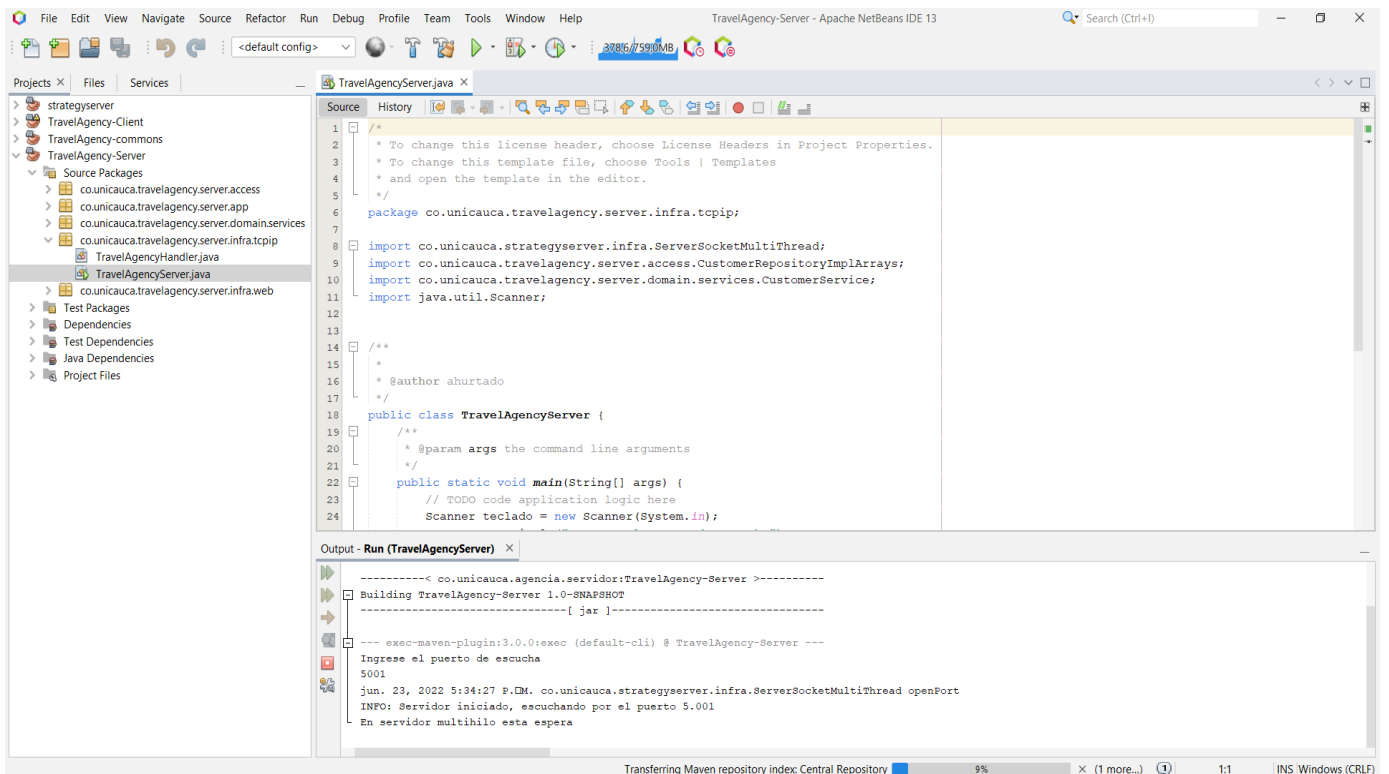 File Edit View Navigate Source Refactor Run Debug Profile Team Tools Window Help TravelAgency-Server - Apache NetBeans IDE 13 Search (Ctrl+I)
<default config> 378,6/759,0MB
Projects Files Services
strategyserver
TravelAgency-Client
TravelAgency-commons
TravelAgency-Server
Source Packages
co.unicauca.travelagency.server.access
co.unicauca.travelagency.server.app
co.unicauca.travelagency.server.domain.services
co.unicauca.travelagency.server.infra.tcpip
TravelAgencyHandler.java
TravelAgencyServer.java
co.unicauca.travelagency.server.infra.web
Test Packages
Dependencies
Test Dependencies
Java Dependencies
Project Files
TravelAgencyServer.java
Source History
1 /*
2 * To change this license header, choose License Headers in Project Properties.
3 * To change this template file, choose Tools | Templates
4 * and open the template in the editor.
5 */
6 package co.unicauca.travelagency.server.infra.tcpip;
7
8 import co.unicauca.strategyserver.infra.ServerSocketMultiThread;
9 import co.unicauca.travelagency.server.access.CustomerRepositoryImplArrays;
10 import co.unicauca.travelagency.server.domain.services.CustomerService;
11 import java.util.Scanner;
12
13
14 /**
15 *
16 * @author ahurtado
17 */
18 public class TravelAgencyServer {
19 /**
20 * @param args the command line arguments
21 */
22 public static void main(String[] args) {
23 // TODO code application logic here
24 Scanner teclado = new Scanner(System.in);
Output - Run (TravelAgencyServer)
----------< co.unicauca.agencia.servidor:TravelAgency-Server >----------
Building TravelAgency-Server 1.0-SNAPSHOT
--------------------------------[ jar ]---------------------------------
--- exec-maven-plugin:3.0.0:exec (default-cli) @ TravelAgency-Server ---
Ingrese el puerto de escucha
5001
jun. 23, 2022 5:34:27 P.□M. co.unicauca.strategyserver.infra.ServerSocketMultiThread openPort
INFO: Servidor iniciado, escuchando por el puerto 5.001
En servidor multihilo esta espera
Transferring Maven repository index: Central Repository 9% (1 more...) 1 1:1 INS Windows (CRLF)